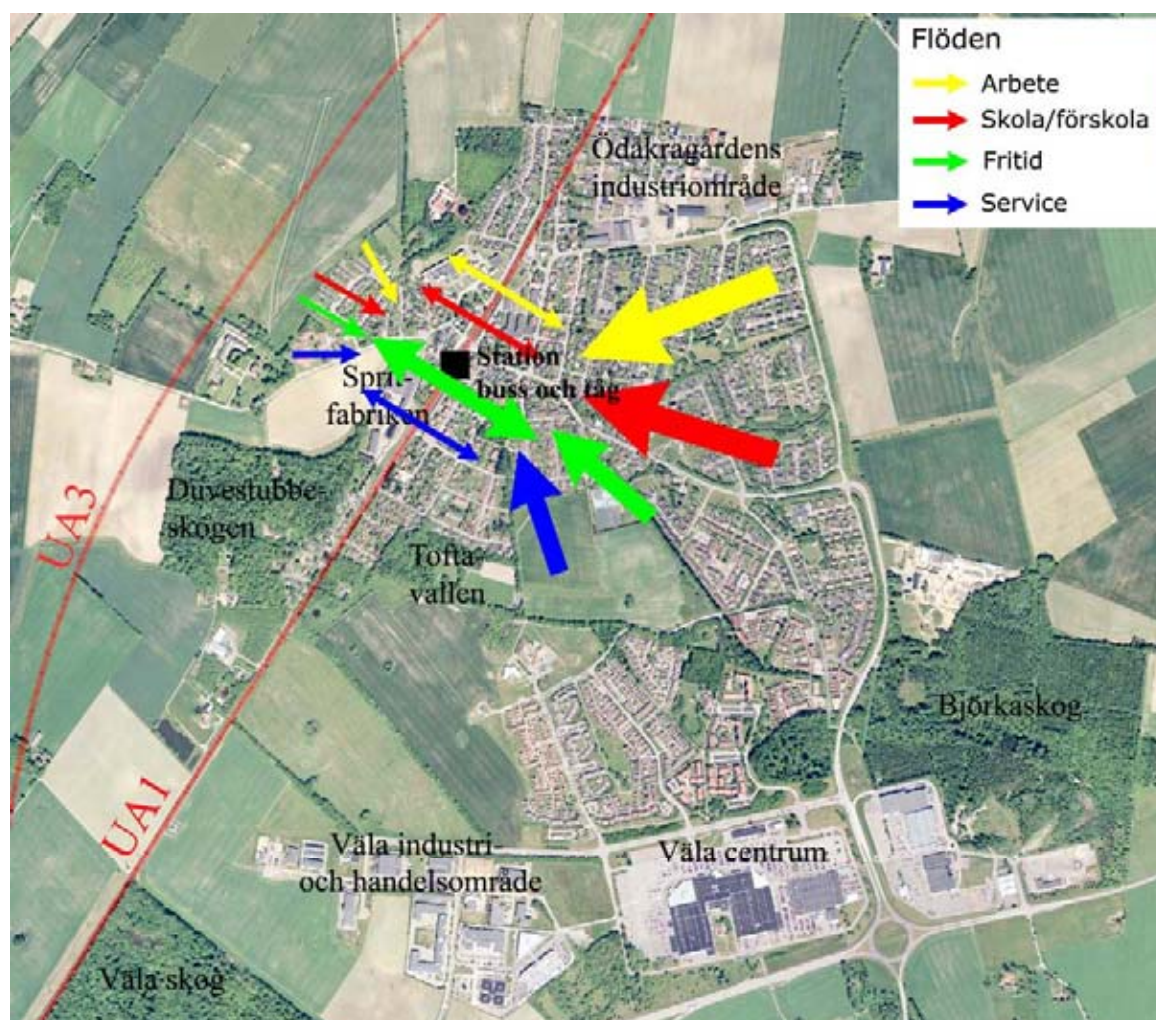 Flöden
Arbete
Skola/förskola
Fritid
Service
Ödåkragårdens
industriområde
Station
buss och tåg
Sprit-
fabriken
Duvestubbe-
skogen
UA3
Tofta-
vallen
Björkaskog
UA1
Väla industri-
och handelsområde
Väla centrum
Väla skog